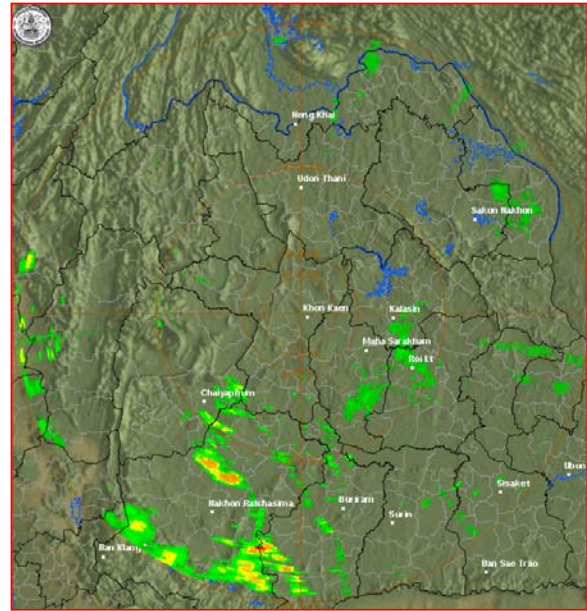 Nong Khai
Udon Thani
Sakon Nakhon
Khon Kaen
Kalasin
Maha Sarakham
Roi Et
Chaiyaphum
Nakhon Ratchasima
Buriram
Surin
Sisaket
Ubon
Ban Klang
Ban Sae Trao